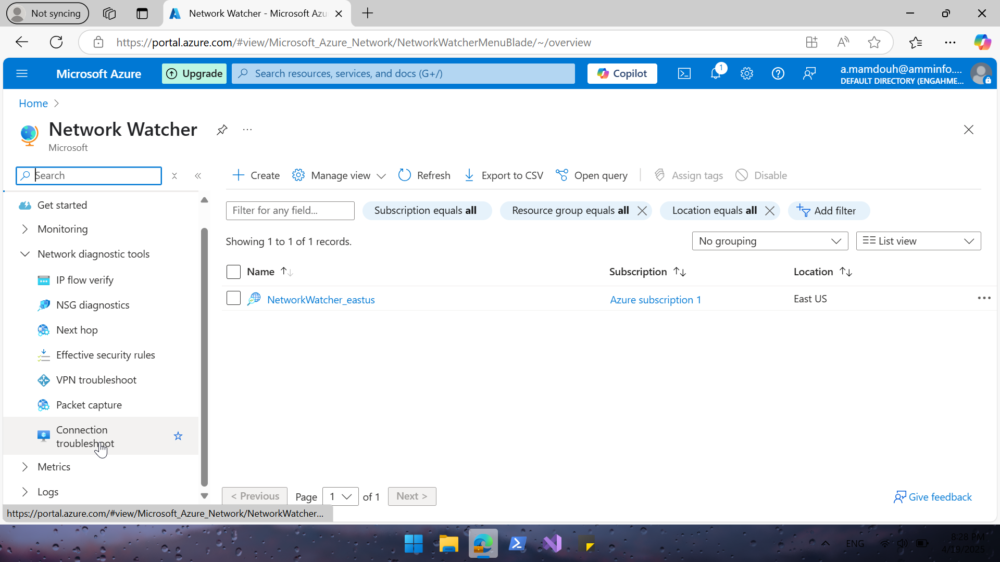 Not syncing
Network Watcher - Microsoft Azu
https://portal.azure.com/#view/Microsoft_Azure_Network/NetworkWatcherMenuBlade/~/overview
Microsoft Azure
Upgrade
Search resources, services, and docs (G+/)
Copilot
1
a.mamdouh@amminfo....
DEFAULT DIRECTORY (ENGAHME...
Home
Network Watcher
Microsoft
Search
Create
Manage view
Refresh
Export to CSV
Open query
Assign tags
Disable
Get started
Monitoring
Network diagnostic tools
IP flow verify
NSG diagnostics
Next hop
Effective security rules
VPN troubleshoot
Packet capture
Connection
troubleshoot
Metrics
Logs
Filter for any field...
Subscription equals all
Resource group equals all
Location equals all
Add filter
Showing 1 to 1 of 1 records.
No grouping
List view
Name
Subscription
Location
NetworkWatcher_eastus
Azure subscription 1
East US
< Previous
Page
1
of 1
Next >
Give feedback
https://portal.azure.com/#view/Microsoft_Azure_Network/NetworkWatcher...
ENG
8:28 PM
4/19/2025